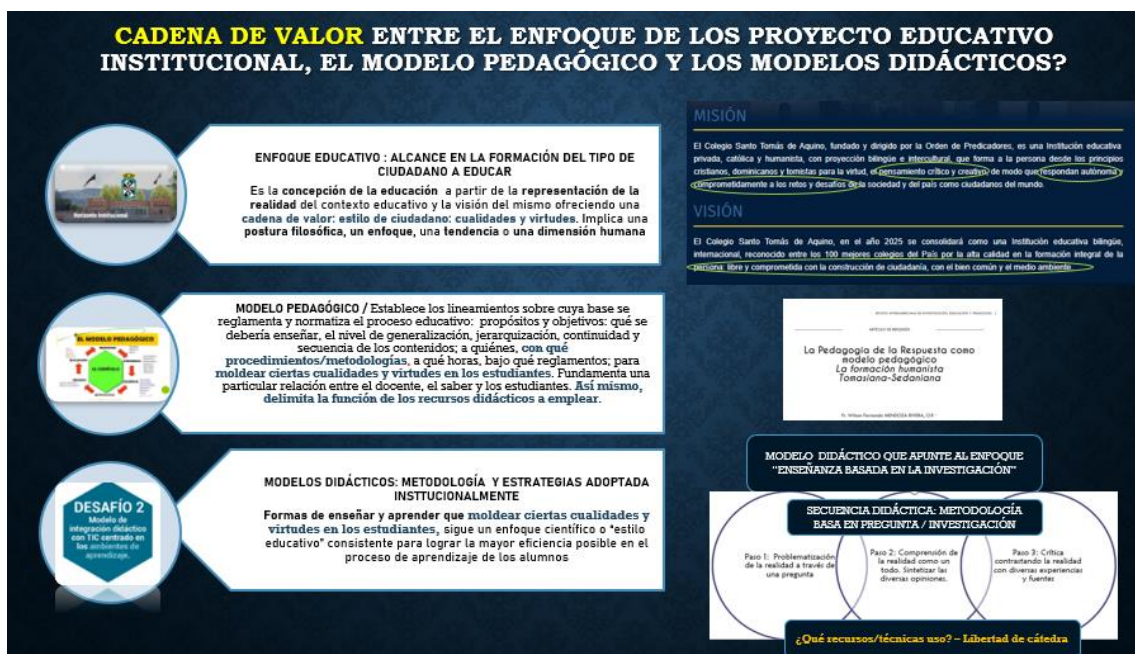 CADENA DE VALOR ENTRE EL ENFOQUE DE LOS PROYECTO EDUCATIVO
INSTITUCIONAL, EL MODELO PEDAGÓGICO Y LOS MODELOS DIDÁCTICOS?
ENFOQUE EDUCATIVO : ALCANCE EN LA FORMACIÓN DEL TIPO DE
CIUDADANO A EDUCAR
Es la concepción de la educación a partir de la representación de la
realidad del contexto educativo y la visión del mismo ofreciendo una
cadena de valor: estilo de ciudadano: cualidades y virtudes. Implica una
postura filosófica, un enfoque, una tendencia o una dimensión humana
Horizonte Institucional
MODELO PEDAGÓGICO / Establece los lineamientos sobre cuya base se
reglamenta y normatiza el proceso educativo: propósitos y objetivos: qué se
debería enseñar, el nivel de generalización, jerarquización, continuidad y
secuencia de los contenidos; a quiénes, con qué
procedimientos/metodologías, a qué horas, bajo qué reglamentos; para
moldear ciertas cualidades y virtudes en los estudiantes. Fundamenta una
particular relación entre el docente, el saber y los estudiantes. Así mismo,
delimita la función de los recursos didácticos a emplear.
EL MODELO PEDAGÓGICO
EL CURRÍCULO
MODELOS DIDÁCTICOS: METODOLOGÍA Y ESTRATEGIAS ADOPTADA
INSTITUCIONALMENTE
Formas de enseñar y aprender que moldear ciertas cualidades y
virtudes en los estudiantes, sigue un enfoque científico o "estilo
educativo" consistente para lograr la mayor eficiencia posible en el
proceso de aprendizaje de los alumnos
DESAFÍO 2
Modelo de
integración didáctico
con TIC centrado en
los ambientes de
aprendizaje.
MISIÓN
El Colegio Santo Tomás de Aquino, fundado y dirigido por la Orden de Predicadores, es una Institución educativa
privada, católica y humanista, con proyección bilingüe e intercultural, que forma a la persona desde los principios
cristianos, dominicanos y tomistas para la virtud, el pensamiento crítico y creativo, de modo que respondan autónoma y
comprometidamente a los retos y desafíos de la sociedad y del país como ciudadanos del mundo.
VISIÓN
El Colegio Santo Tomás de Aquino, en el año 2025 se consolidará como una Institución educativa bilingüe,
internacional, reconocido entre los 100 mejores colegios del País por la alta calidad en la formación integral de la
persona: libre y comprometida con la construcción de ciudadanía, con el bien común y el medio ambiente.
La Pedagogía de la Respuesta como
modelo pedagógico
La formación humanista
Tomasiana-Sedaniana
MODELO DIDÁCTICO QUE APUNTE AL ENFOQUE
"ENSEÑANZA BASADA EN LA INVESTIGACIÓN"
SECUENCIA DIDÁCTICA: METODOLOGÍA
BASA EN PREGUNTA / INVESTIGACIÓN
Paso 1: Problematización
de la realidad a través de
una pregunta
Paso 2: Comprensión de
la realidad como un
todo. Sintetizar las
diversas opiniones.
Paso 3: Crítica
contrastando la realidad
con diversas experiencias
y fuentes
¿Qué recursos/técnicas uso? – Libertad de cátedra